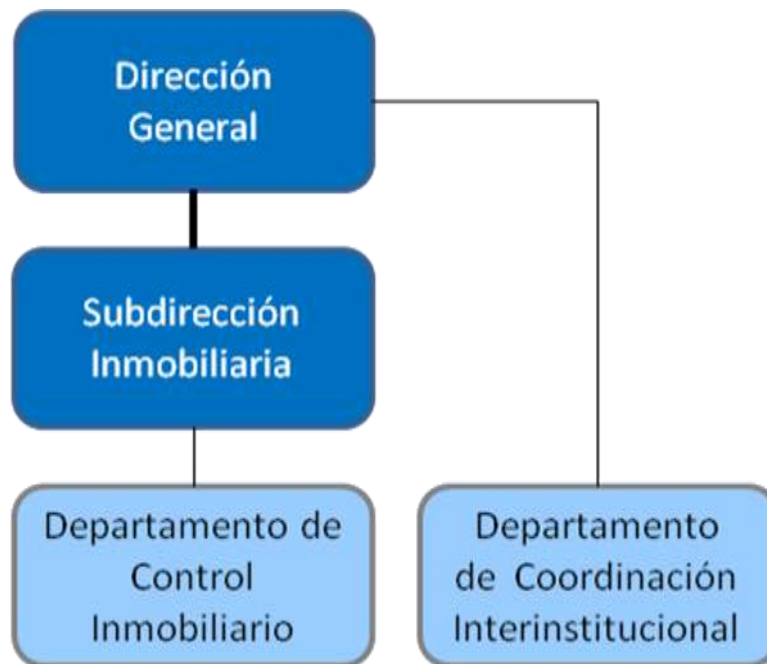 Dirección
General
Subdirección
Inmobiliaria
Departamento de
Control
Inmobiliario
Departamento
de Coordinación
Interinstitucional